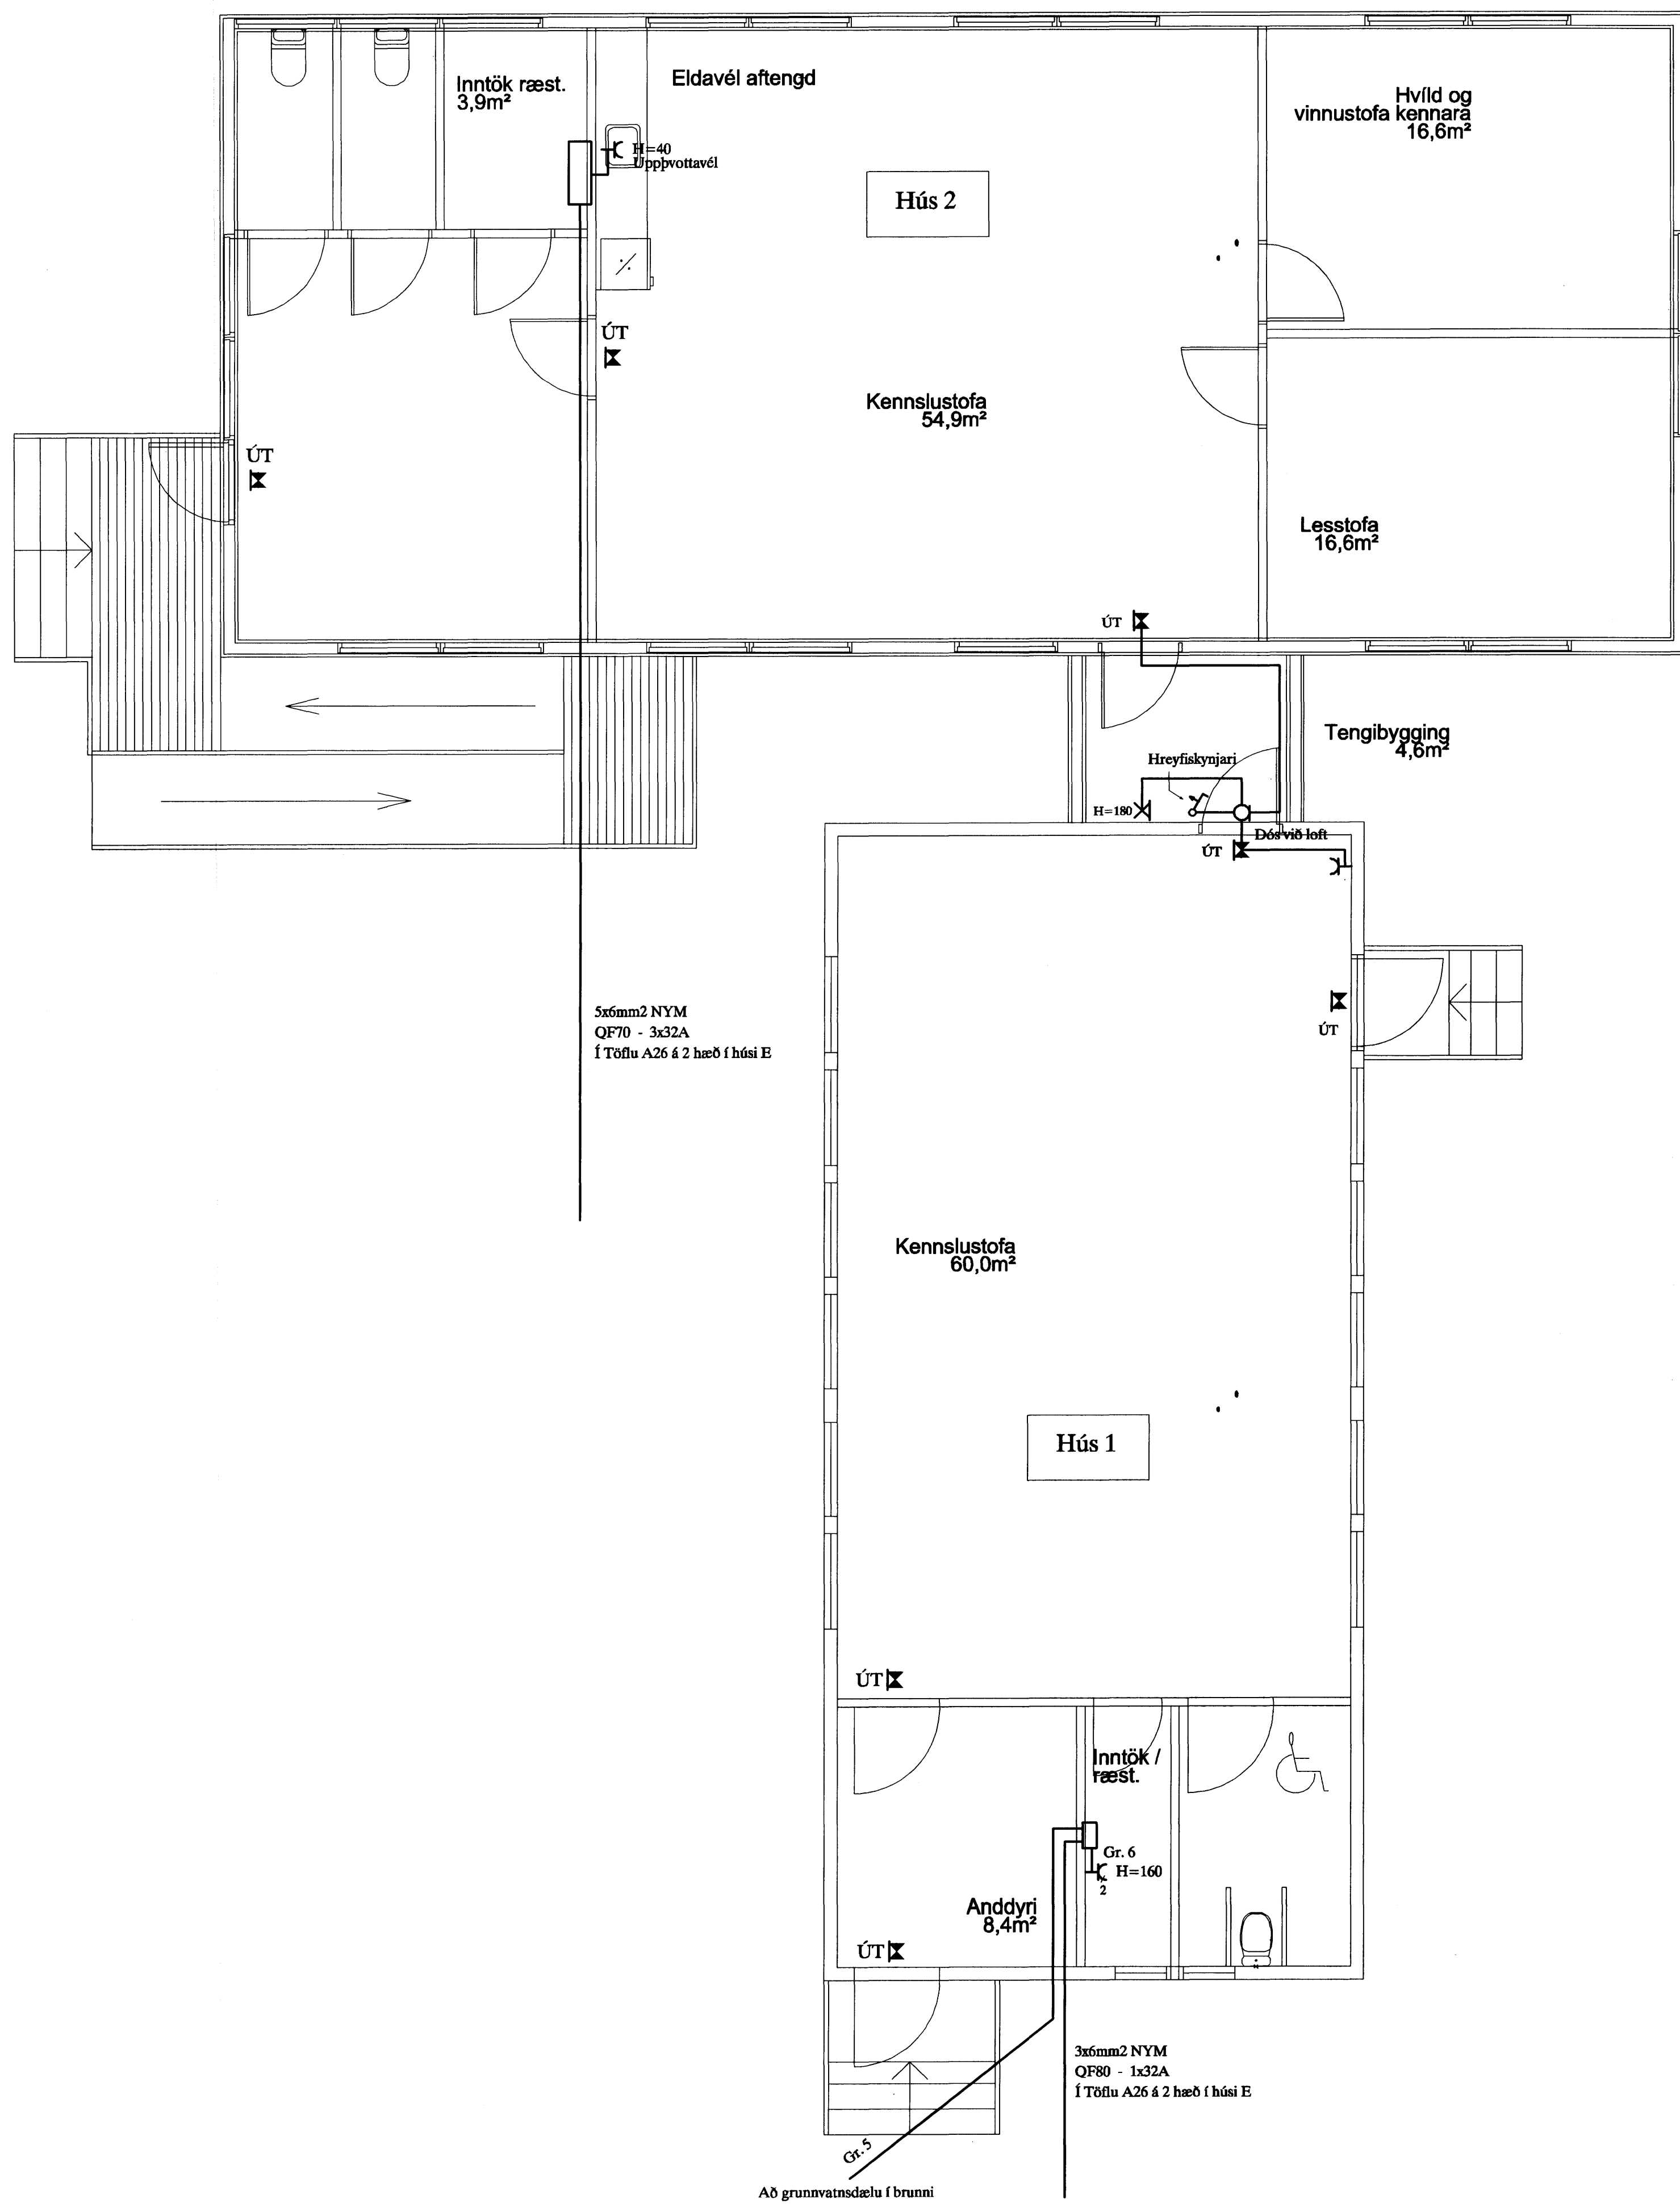 Inntök ræst.
3,9m²
Eldavél aftengd
Hvíld og
vinnustofa kennara
16,6m²
H=40
Uppþvottavél
Hús 2
ÚT
Kennslustofa
54,9m²
ÚT
Lesstofa
16,6m²
ÚT
Tengibygging
4,6m²
Hreyfiskynjari
H=180
Dós við loft
ÚT
5x6mm2 NYM
QF70 - 3x32A
Í Töflu A26 á 2 hæð í húsi E
ÚT
Kennslustofa
60,0m²
Hús 1
ÚT
Inntök /
ræst.
Gr. 6
H=160
2
Anddyri
8,4m²
ÚT
3x6mm2 NYM
QF80 - 1x32A
Í Töflu A26 á 2 hæð í húsi E
Gr. 5
Að grunnvatnsdælu í brunni